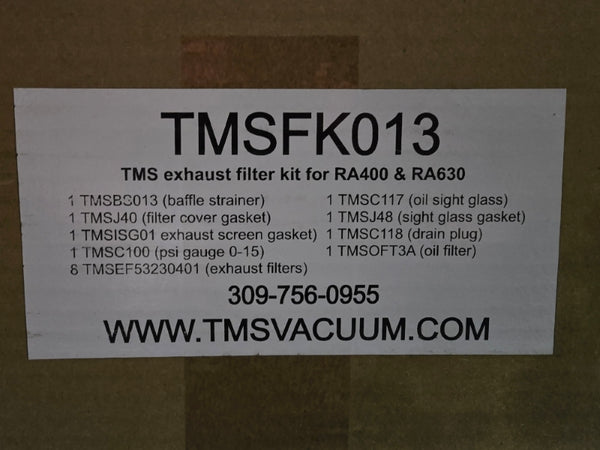 TMSFK013
TMS exhaust filter kit for RA400 & RA630
1 TMSBS013 (baffle strainer)
1 TMSJ40 (filter cover gasket)
1 TMSISG01 exhaust screen gasket)
1 TMSC100 (psi gauge 0-15)
8 TMSEF53230401 (exhaust filters)
1 TMSC117 (oil sight glass)
1 TMSJ48 (sight glass gasket)
1 TMSC118 (drain plug)
1 TMSOFT3A (oil filter)
309-756-0955
WWW.TMSVACUUM.COM